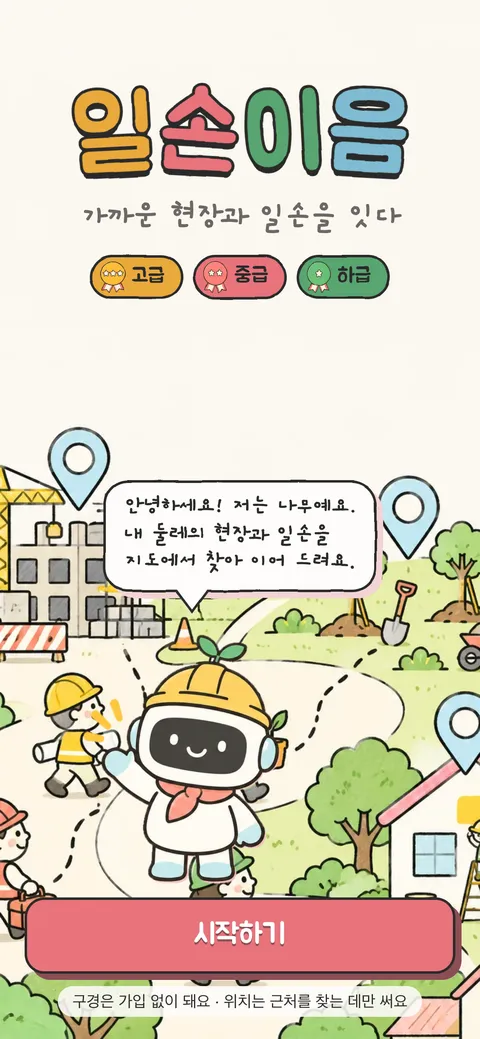 일손이음
가까운 현장과 일손을 잇다
고급 중급 하급
안녕하세요! 저는 나무예요.
내 둘레의 현장과 일손을
지도에서 찾아 이어 드려요.
시작하기
구경은 가입 없이 돼요 · 위치는 근처를 찾는 데만 써요